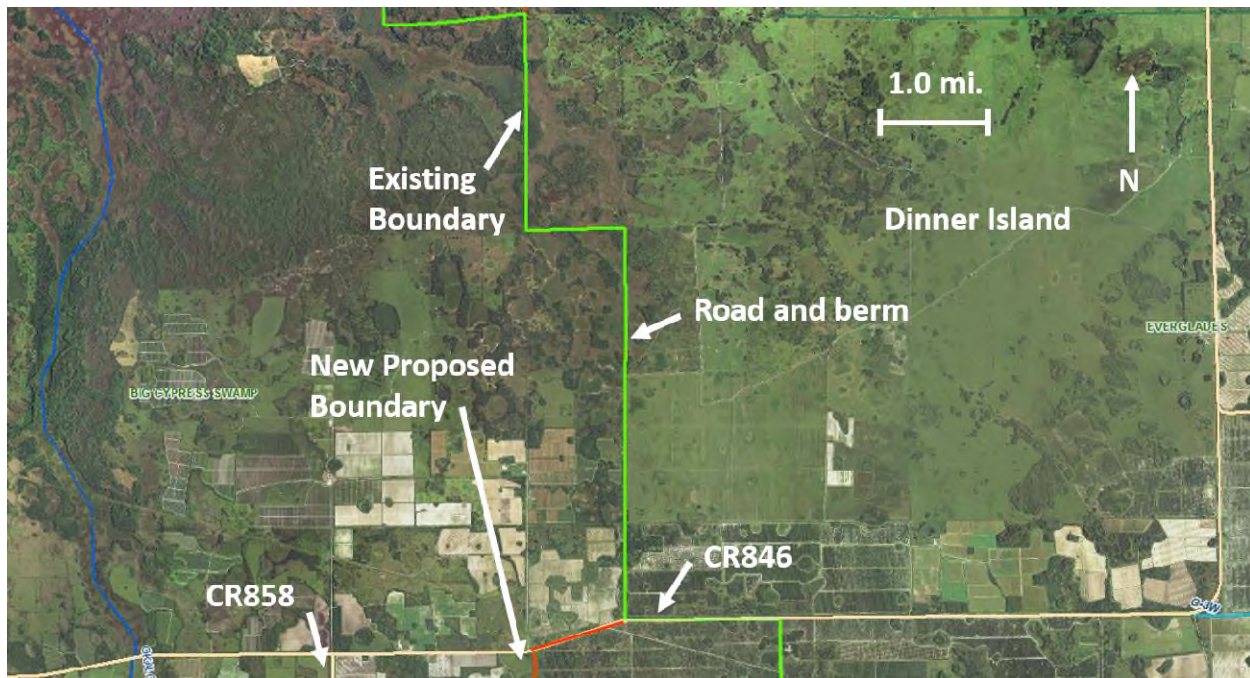 1.0 mi.
Existing
Boundary
N
Dinner Island
Road and berm
EVERGLADES
New Proposed
Boundary
BIG CYPRESS SWAMP
CR846
CR858
G-3W